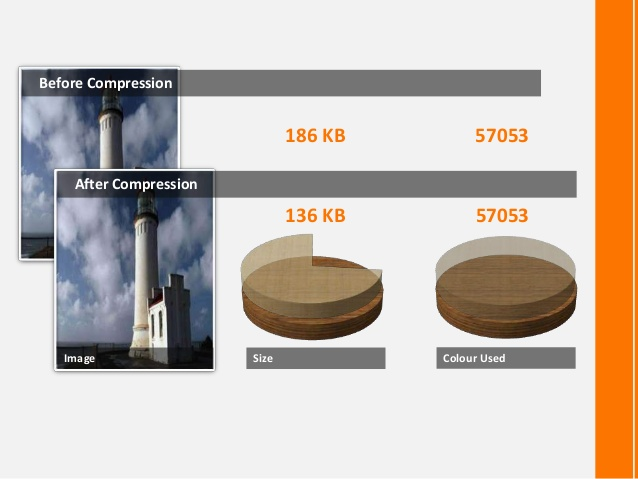 Before Compression
186 KB 57053
After Compression
136 KB 57053
Image Size Colour Used